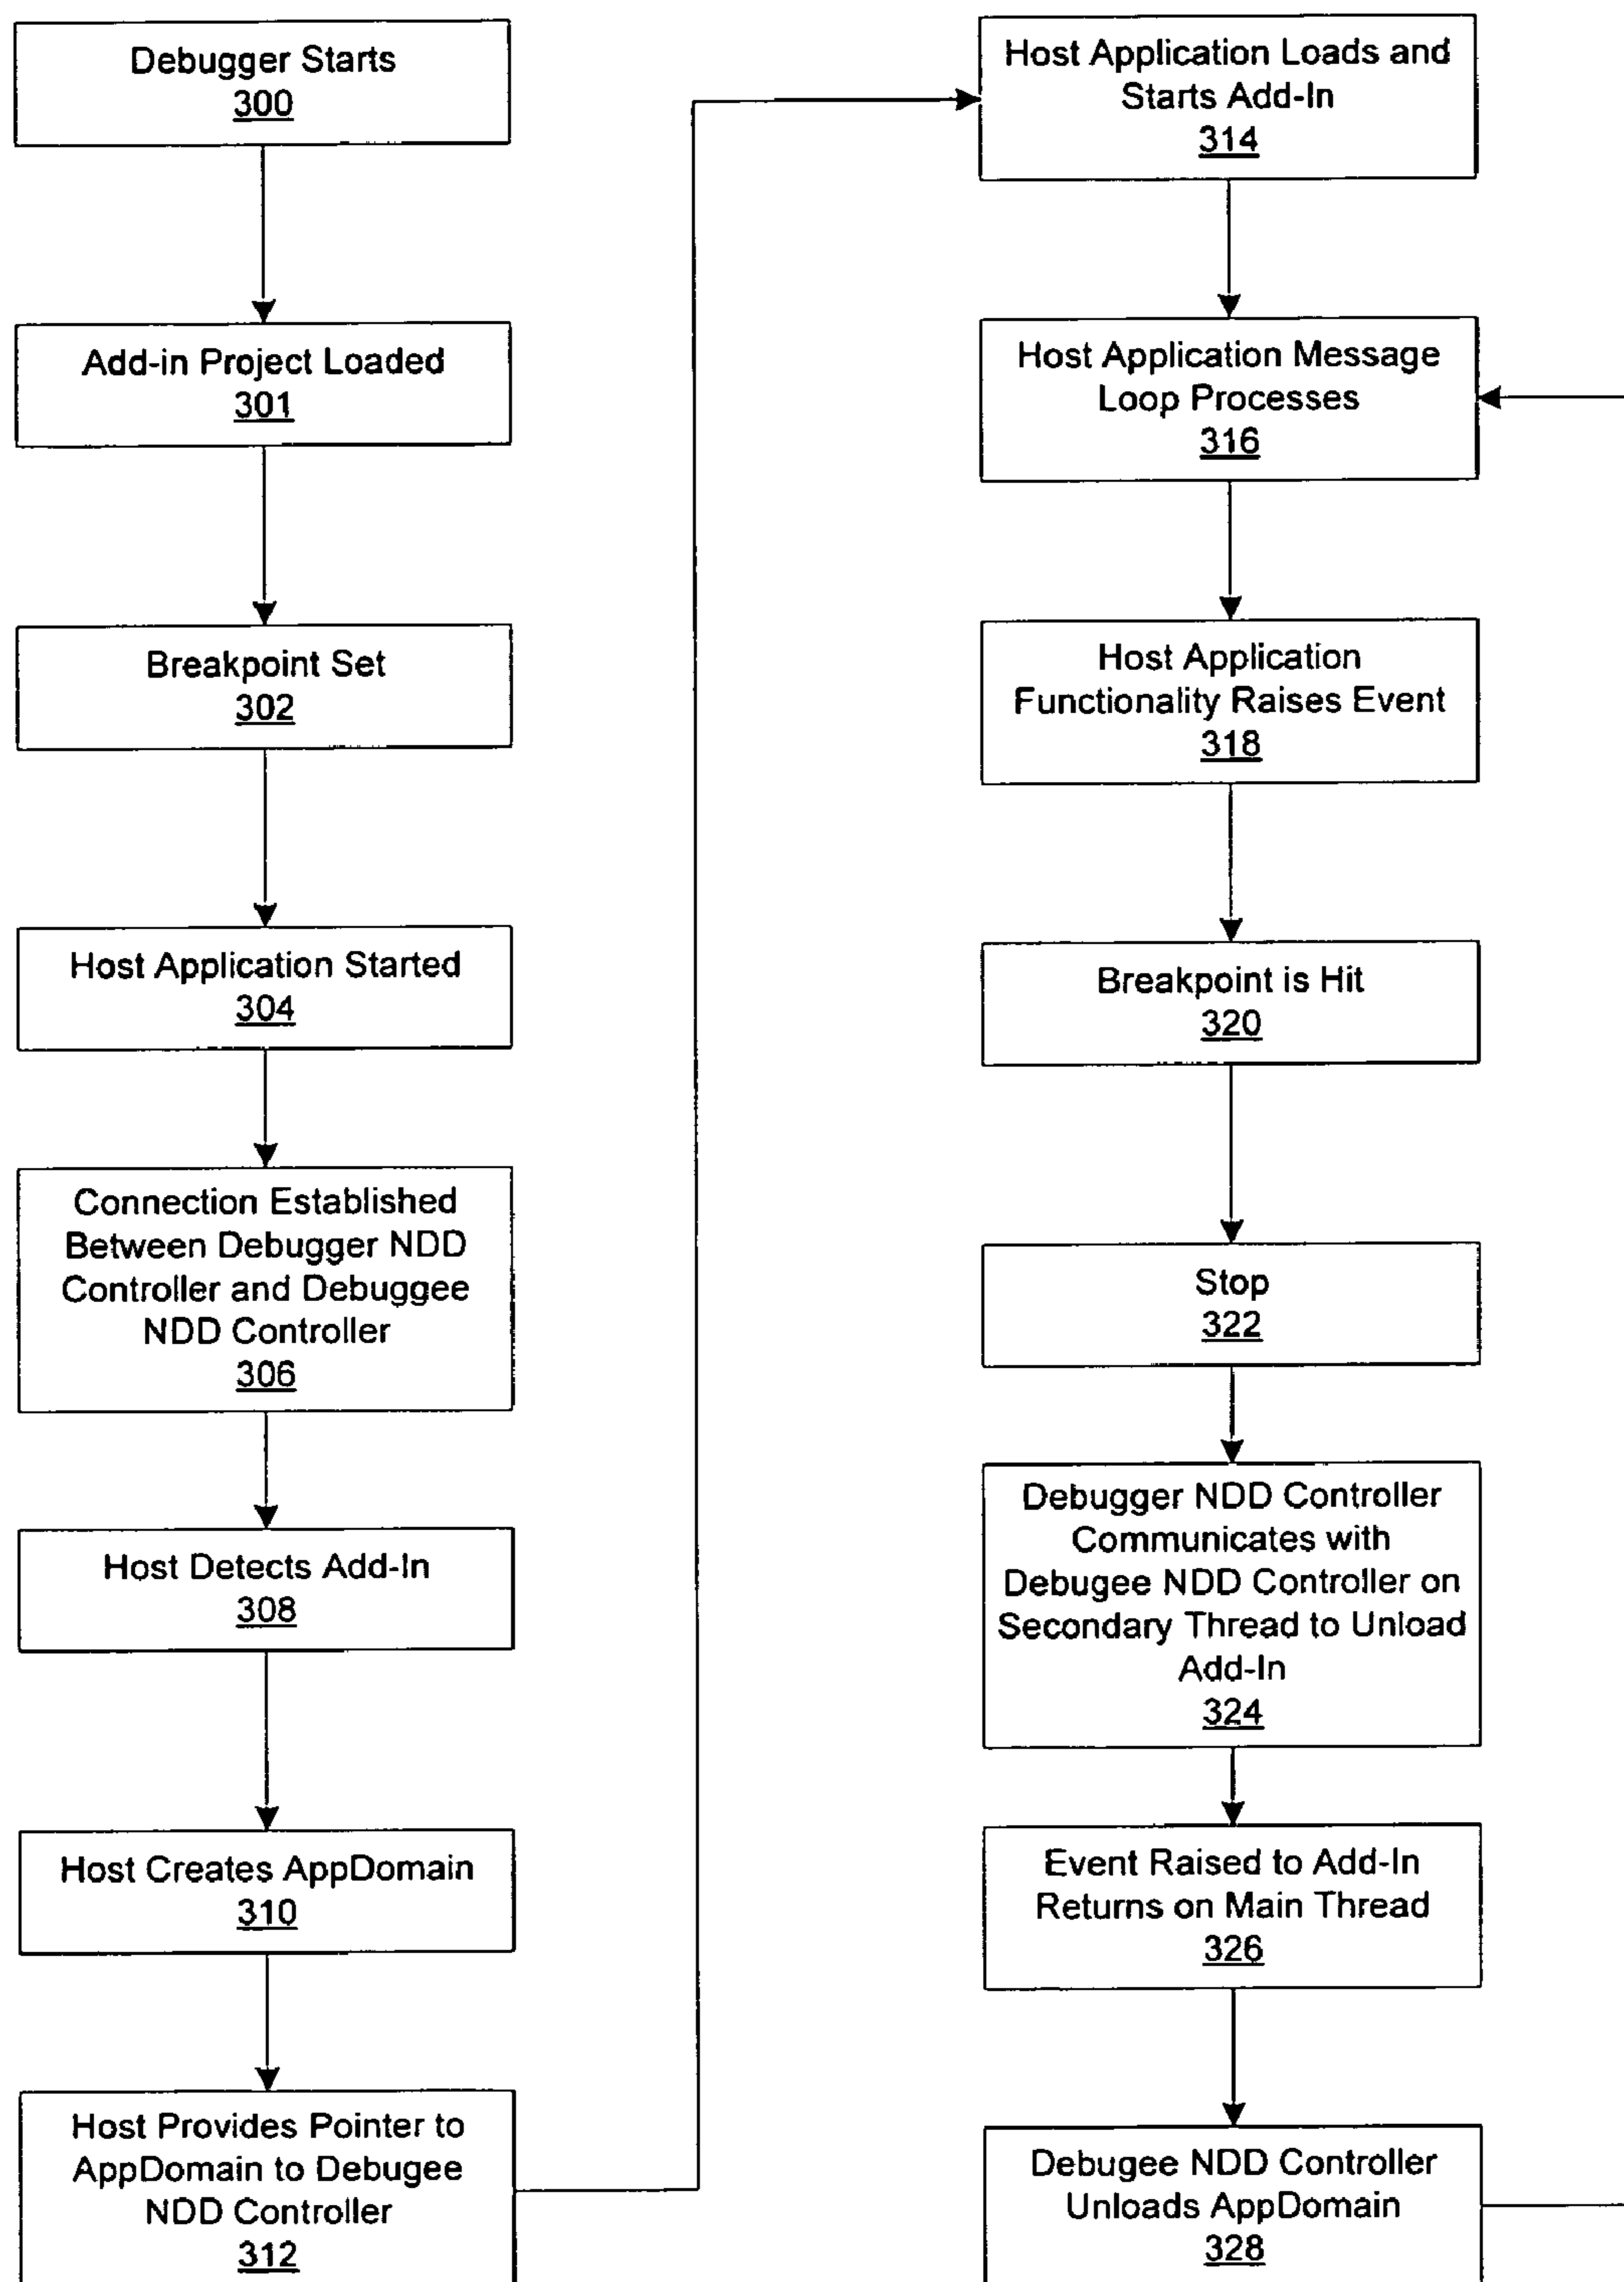 Debugger Starts
300
Add-in Project Loaded
301
Breakpoint Set
302
Host Application Started
304
Connection Established
Between Debugger NDD
Controller and Debuggee
NDD Controller
306
Host Detects Add-In
308
Host Creates AppDomain
310
Host Provides Pointer to
AppDomain to Debugee
NDD Controller
312
Host Application Loads and
Starts Add-In
314
Host Application Message
Loop Processes
316
Host Application
Functionality Raises Event
318
Breakpoint is Hit
320
Stop
322
Debugger NDD Controller
Communicates with
Debugee NDD Controller on
Secondary Thread to Unload
Add-In
324
Event Raised to Add-In
Returns on Main Thread
326
Debugee NDD Controller
Unloads AppDomain
328